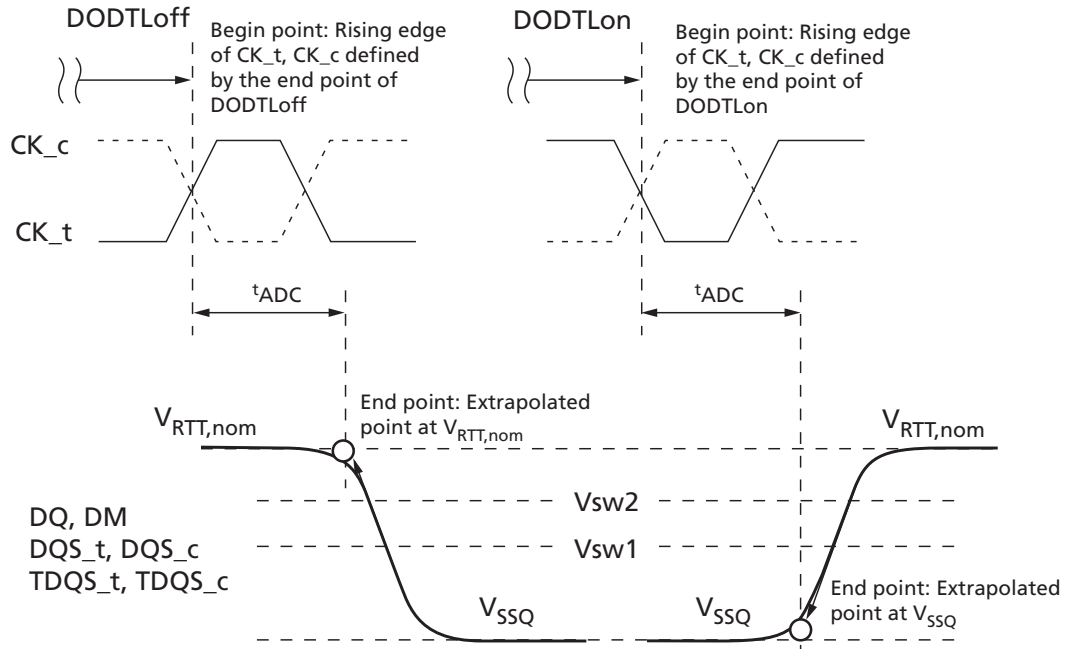 DODTLoff
Begin point: Rising edge
of CK_t, CK_c defined
by the end point of
DODTLoff
DODTLon
Begin point: Rising edge
of CK_t, CK_c defined
by the end point of
DODTLon
CK_c
CK_t
tADC
tADC
End point: Extrapolated
point at VRTT,nom
VRTT,nom
VRTT,nom
Vsw2
DQ, DM
DQS_t, DQS_c
TDQS_t, TDQS_c
Vsw1
VSSQ
VSSQ
End point: Extrapolated
point at VSSQ